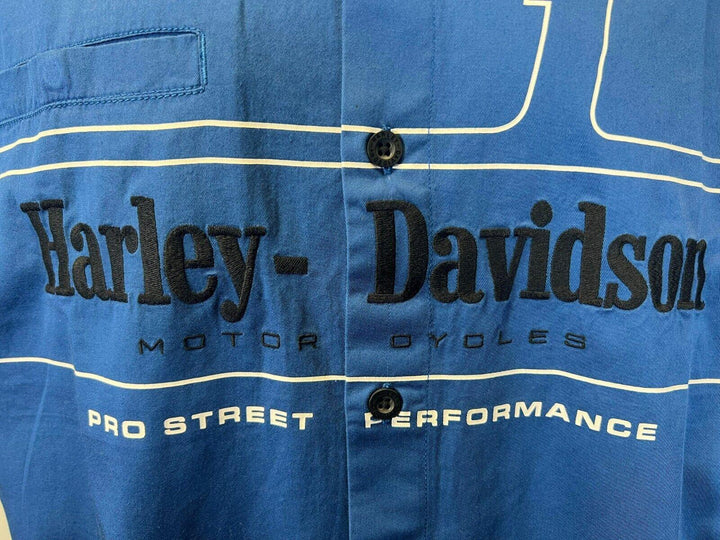 Harley-Davidson
MOTOR CYCLES
PRO STREET PERFORMANCE